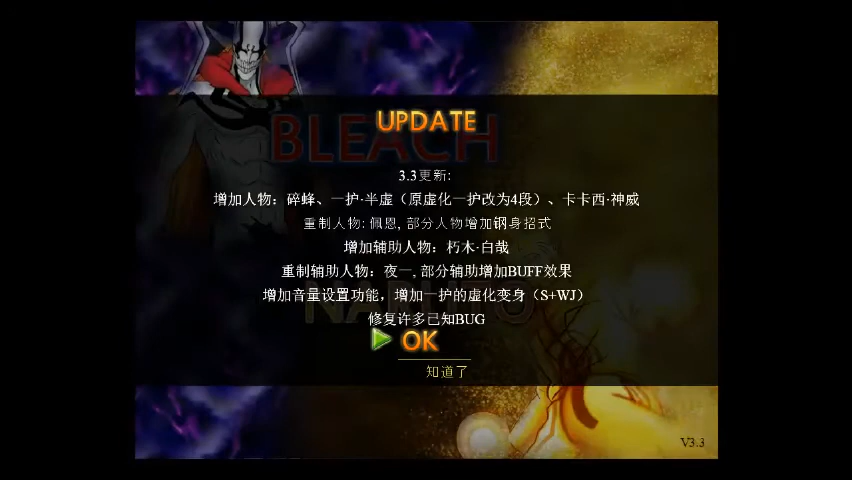 UPDATE
BLEACH
3.3更新:
增加人物：碎蜂、一护·半虚（原虚化一护改为4段）、卡卡西·神威
重制人物: 佩恩, 部分人物增加钢身招式
增加辅助人物：朽木·白哉
重制辅助人物：夜一, 部分辅助增加BUFF效果
增加音量设置功能，增加一护的虚化变身（S+WJ）
NARUTO
修复许多已知BUG
OK
知道了
V3.3